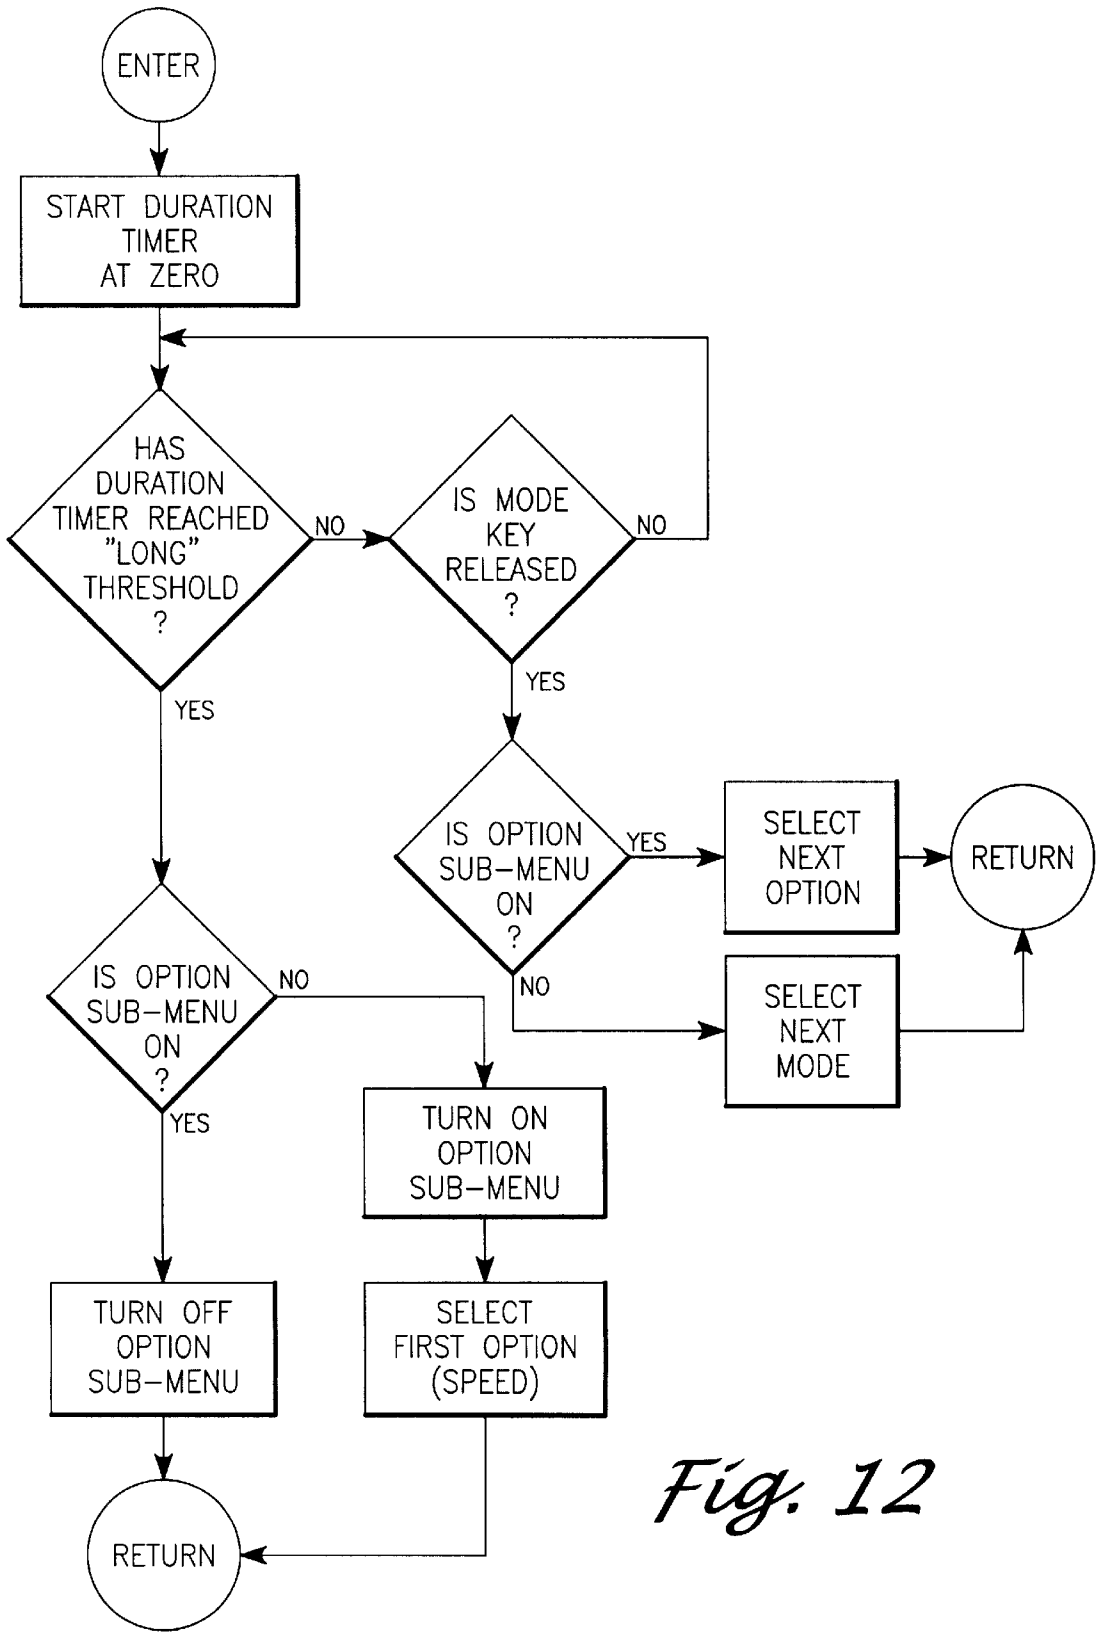 ENTER
START DURATION
TIMER
AT ZERO
HAS
DURATION
TIMER REACHED
"LONG"
THRESHOLD
?
NO
YES
IS MODE
KEY
RELEASED
?
NO
YES
IS OPTION
SUB-MENU
ON
?
YES
NO
SELECT
NEXT
OPTION
RETURN
SELECT
NEXT
MODE
IS OPTION
SUB-MENU
ON
?
NO
YES
TURN ON
OPTION
SUB-MENU
TURN OFF
OPTION
SUB-MENU
SELECT
FIRST OPTION
(SPEED)
RETURN
Fig. 12